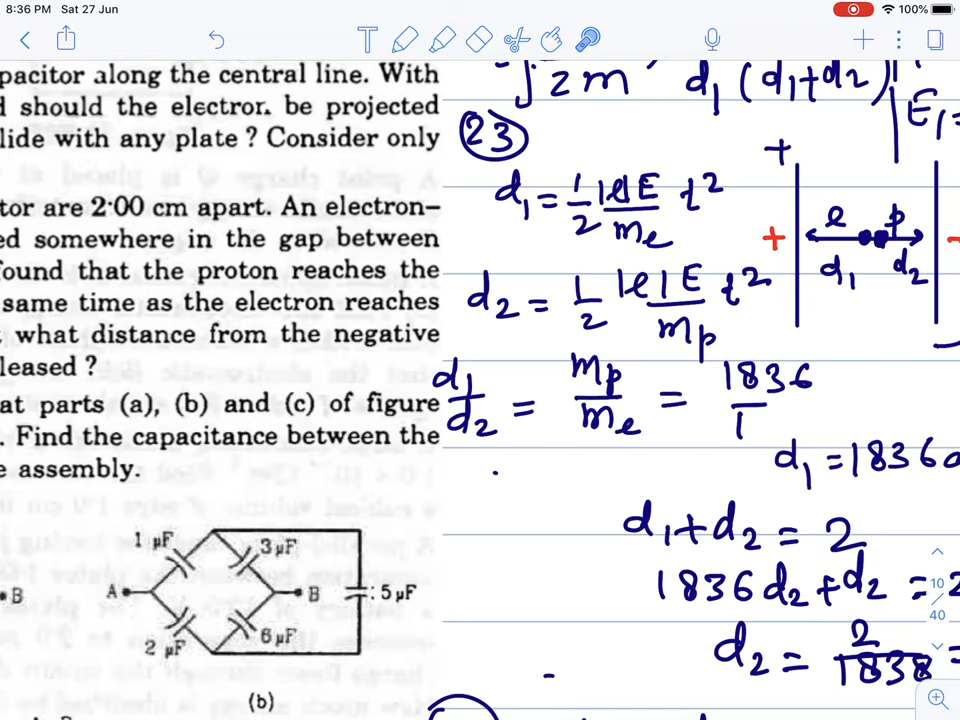 8:36 PM Sat 27 Jun
100%
pacitor along the central line. With
d should the electron be projected
lide with any plate ? Consider only
tor are 2·00 cm apart. An electron–
ed somewhere in the gap between
found that the proton reaches the
same time as the electron reaches
t what distance from the negative
leased ?
at parts (a), (b) and (c) of figure
. Find the capacitance between the
e assembly.
1 μF
3 μF
A
B
5 μF
B
2 μF
6 μF
(b)
√2m d₁(d₁+d₂) E₁=
23
d₁ = 1/2 |e|E/mₑ t²
d₂ = 1/2 |e|E/mp t²
+
+
e p
d₁ d₂
d₁/d₂ = mp/mₑ = 1836/1
d₁ = 1836d
d₁+d₂ = 2
1836d₂+d₂ = 2
d₂ = 2/1838 =
10
40